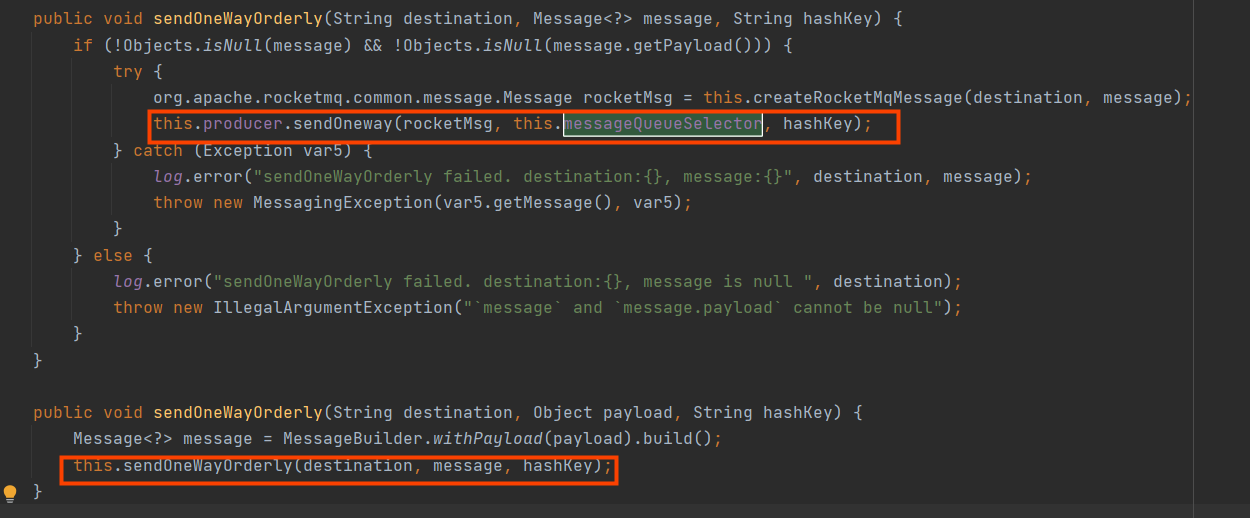 public void sendOneWayOrderly(String destination, Message<?> message, String hashKey) {
if (!Objects.isNull(message) && !Objects.isNull(message.getPayload())) {
try {
org.apache.rocketmq.common.message.Message rocketMsg = this.createRocketMqMessage(destination, message);
this.producer.sendOneway(rocketMsg, this.messageQueueSelector, hashKey);
} catch (Exception var5) {
log.error("sendOneWayOrderly failed. destination:{}, message:{}", destination, message);
throw new MessagingException(var5.getMessage(), var5);
}
} else {
log.error("sendOneWayOrderly failed. destination:{}, message is null ", destination);
throw new IllegalArgumentException("`message` and `message.payload` cannot be null");
}
}
public void sendOneWayOrderly(String destination, Object payload, String hashKey) {
Message<?> message = MessageBuilder.withPayload(payload).build();
this.sendOneWayOrderly(destination, message, hashKey);
}